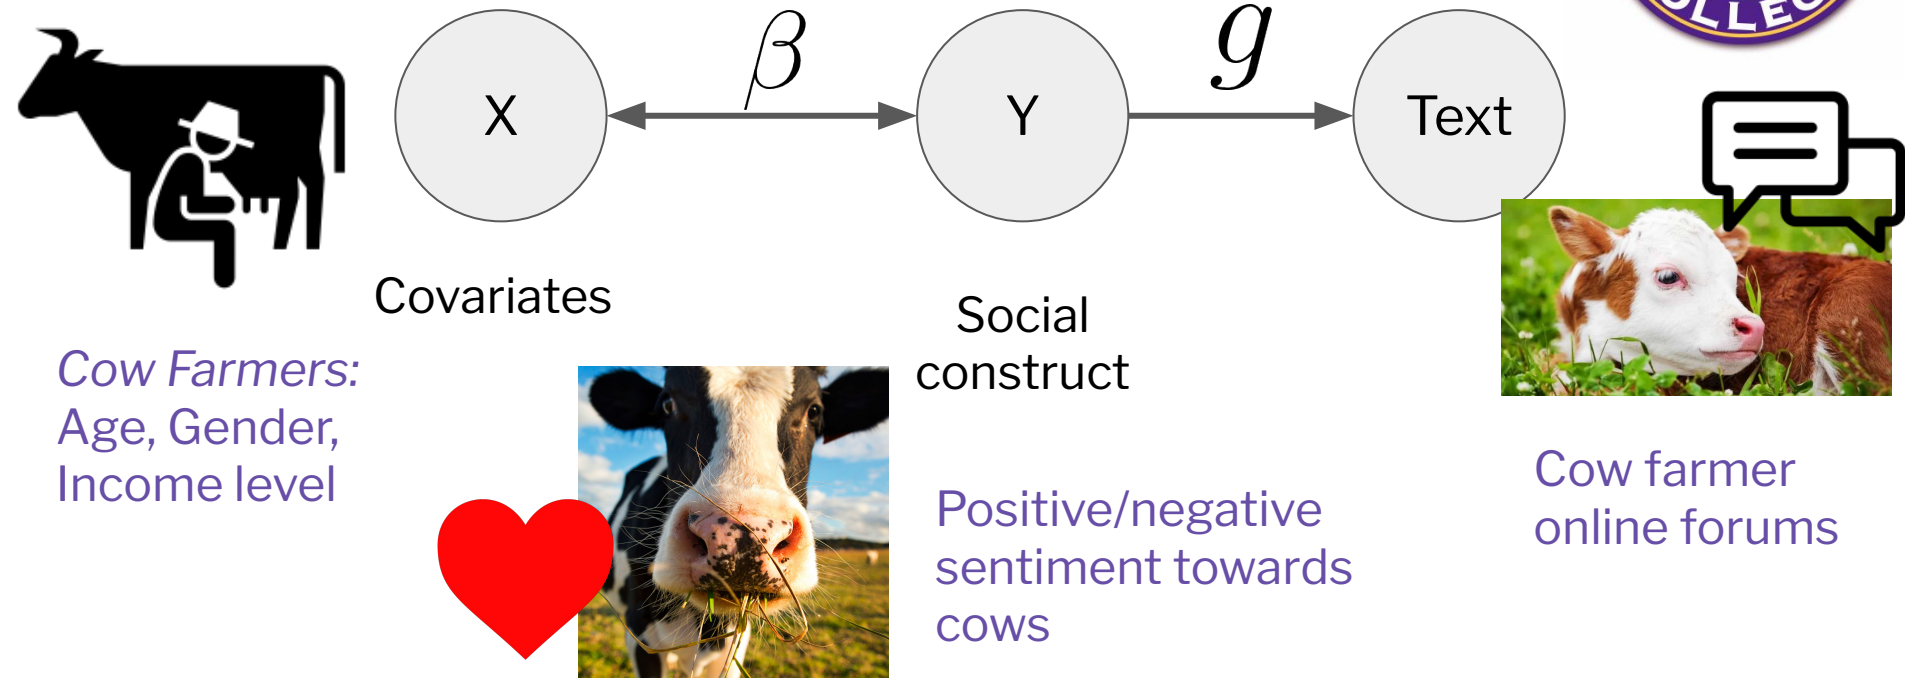 β
g
X
Y
Text
Covariates
Social
construct
Cow Farmers:
Age, Gender,
Income level
Positive/negative
sentiment towards
cows
Cow farmer
online forums